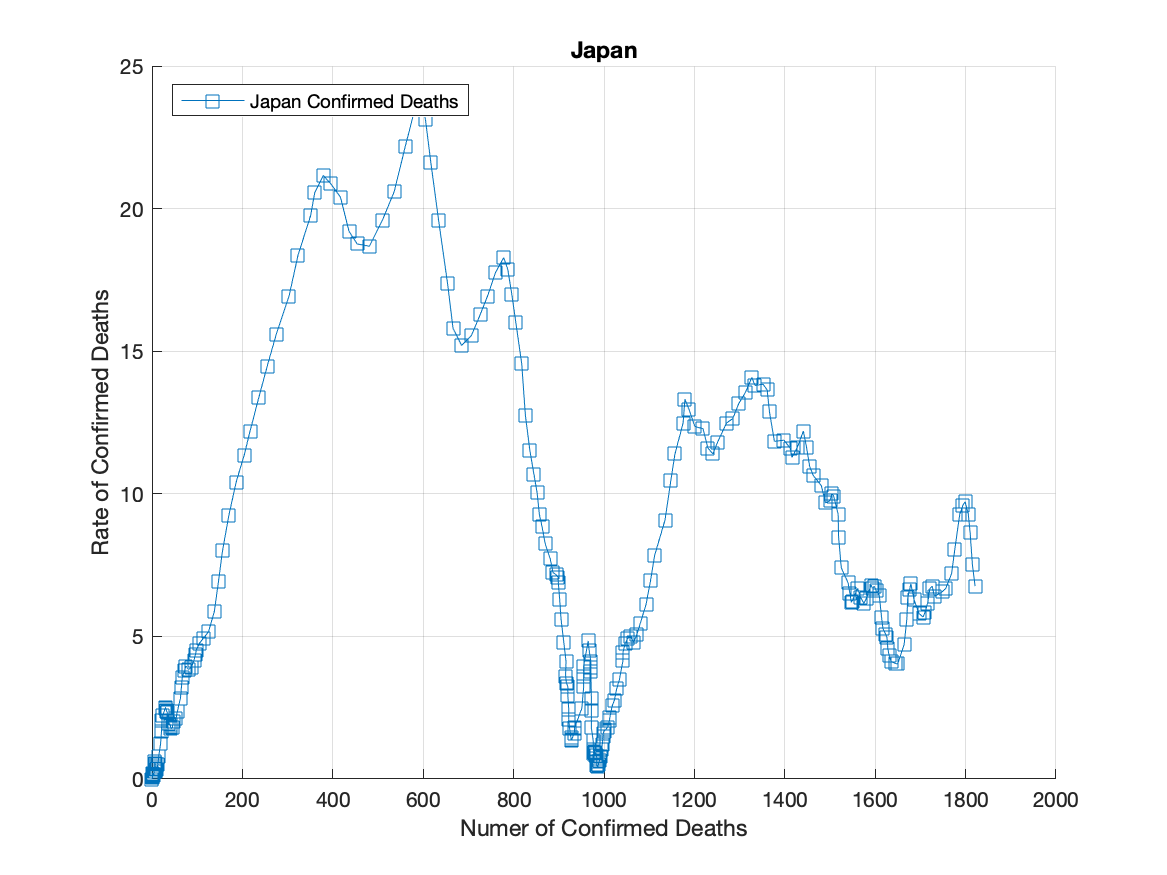 Japan
Japan Confirmed Deaths
25
20
15
10
5
0
Rate of Confirmed Deaths
0 200 400 600 800 1000 1200 1400 1600 1800 2000
Numer of Confirmed Deaths